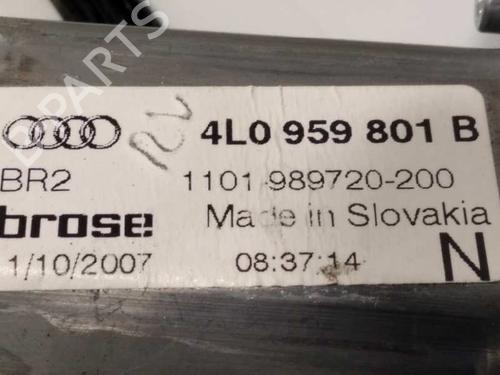 4L0 959 801 B
BR2 1101-989720-200
brose Made in Slovakia
1/10/2007 08:37:14 N
B-PARTS